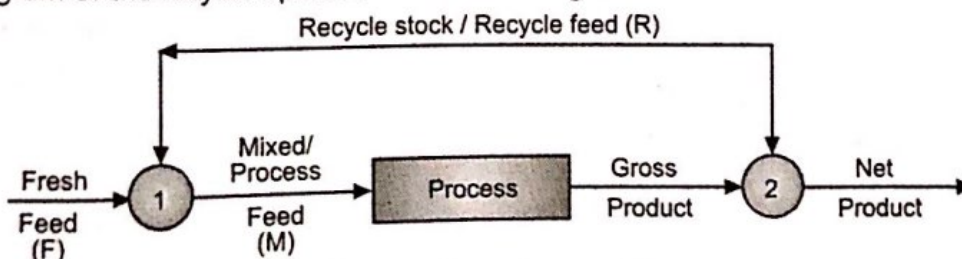 Recycle stock / Recycle feed (R)
Mixed/
Process
Feed
(M)
Fresh
Feed
(F)
1
Process
Gross
Product
2
Net
Product